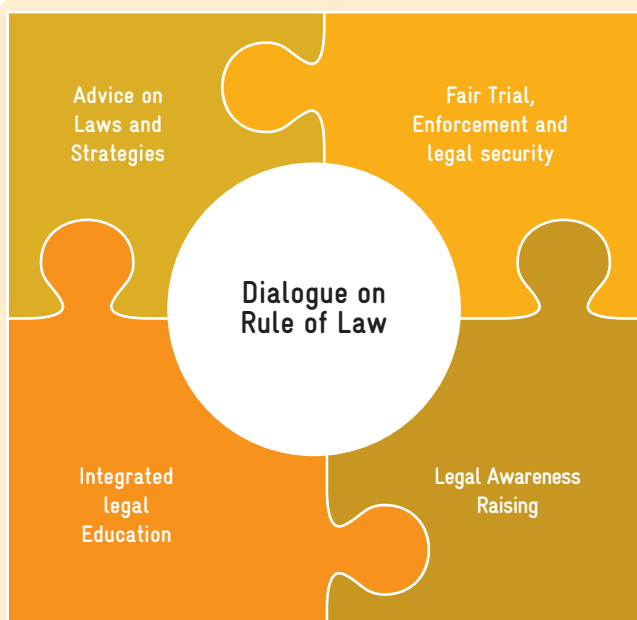 Advice on
Laws and
Strategies
Fair Trial,
Enforcement and
legal security
Dialogue on
Rule of Law
Integrated
legal
Education
Legal Awareness
Raising